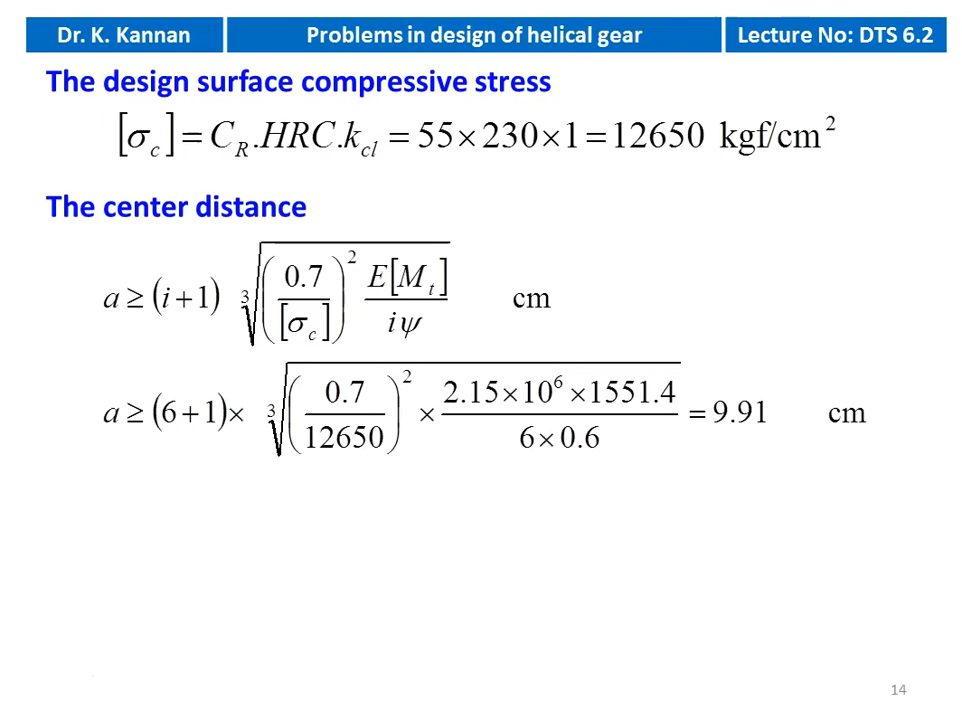 Dr. K. Kannan Problems in design of helical gear Lecture No: DTS 6.2
The design surface compressive stress
[σc] = CR.HRC.kcl = 55×230×1 = 12650 kgf/cm²
The center distance
a ≥ (i+1) ∛((0.7/[σc])² E[Mt]/iψ) cm
a ≥ (6+1)× ∛((0.7/12650)² × (2.15×10⁶×1551.4)/(6×0.6)) = 9.91 cm
14